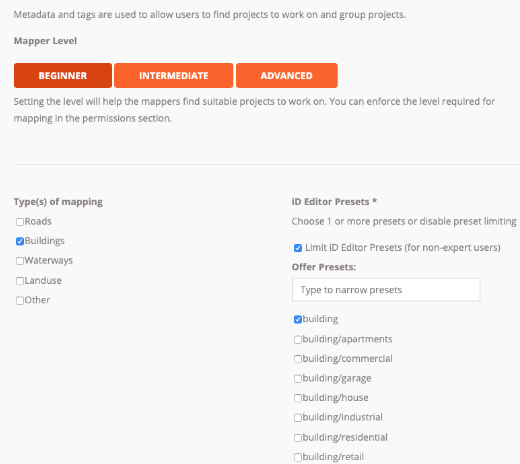 Metadata and tags are used to allow users to find projects to work on and group projects.
Mapper Level
BEGINNER INTERMEDIATE ADVANCED
Setting the level will help the mappers find suitable projects to work on. You can enforce the level required for
mapping in the permissions section.
Type(s) of mapping
Roads
Buildings
Waterways
Landuse
Other
iD Editor Presets *
Choose 1 or more presets or disable preset limiting
Limit iD Editor Presets (for non-expert users)
Offer Presets:
Type to narrow presets
building
building/apartments
building/commercial
building/garage
building/house
building/industrial
building/residential
building/retail